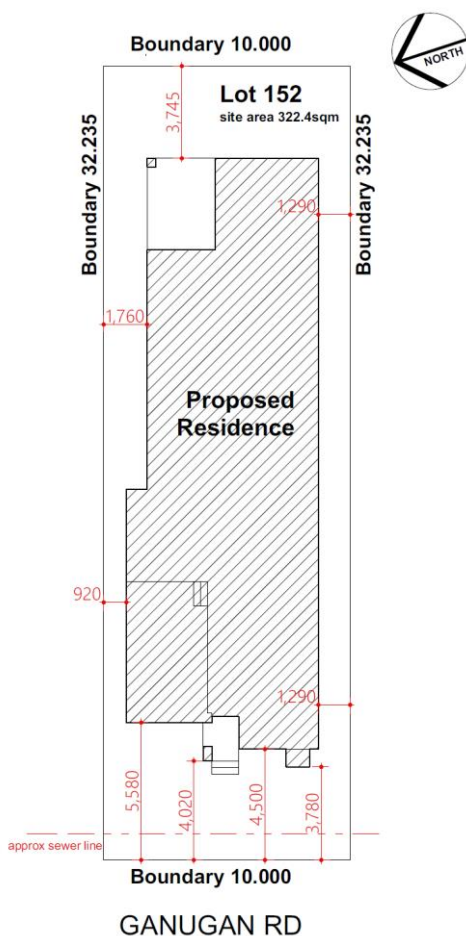 Boundary 10.000
NORTH
Lot 152
site area 322.4sqm
3,745
Boundary 32.235
Boundary 32.235
1,290
1,760
Proposed
Residence
920
1,290
5,580
4,020
4,500
3,780
approx sewer line
Boundary 10.000
GANUGAN RD